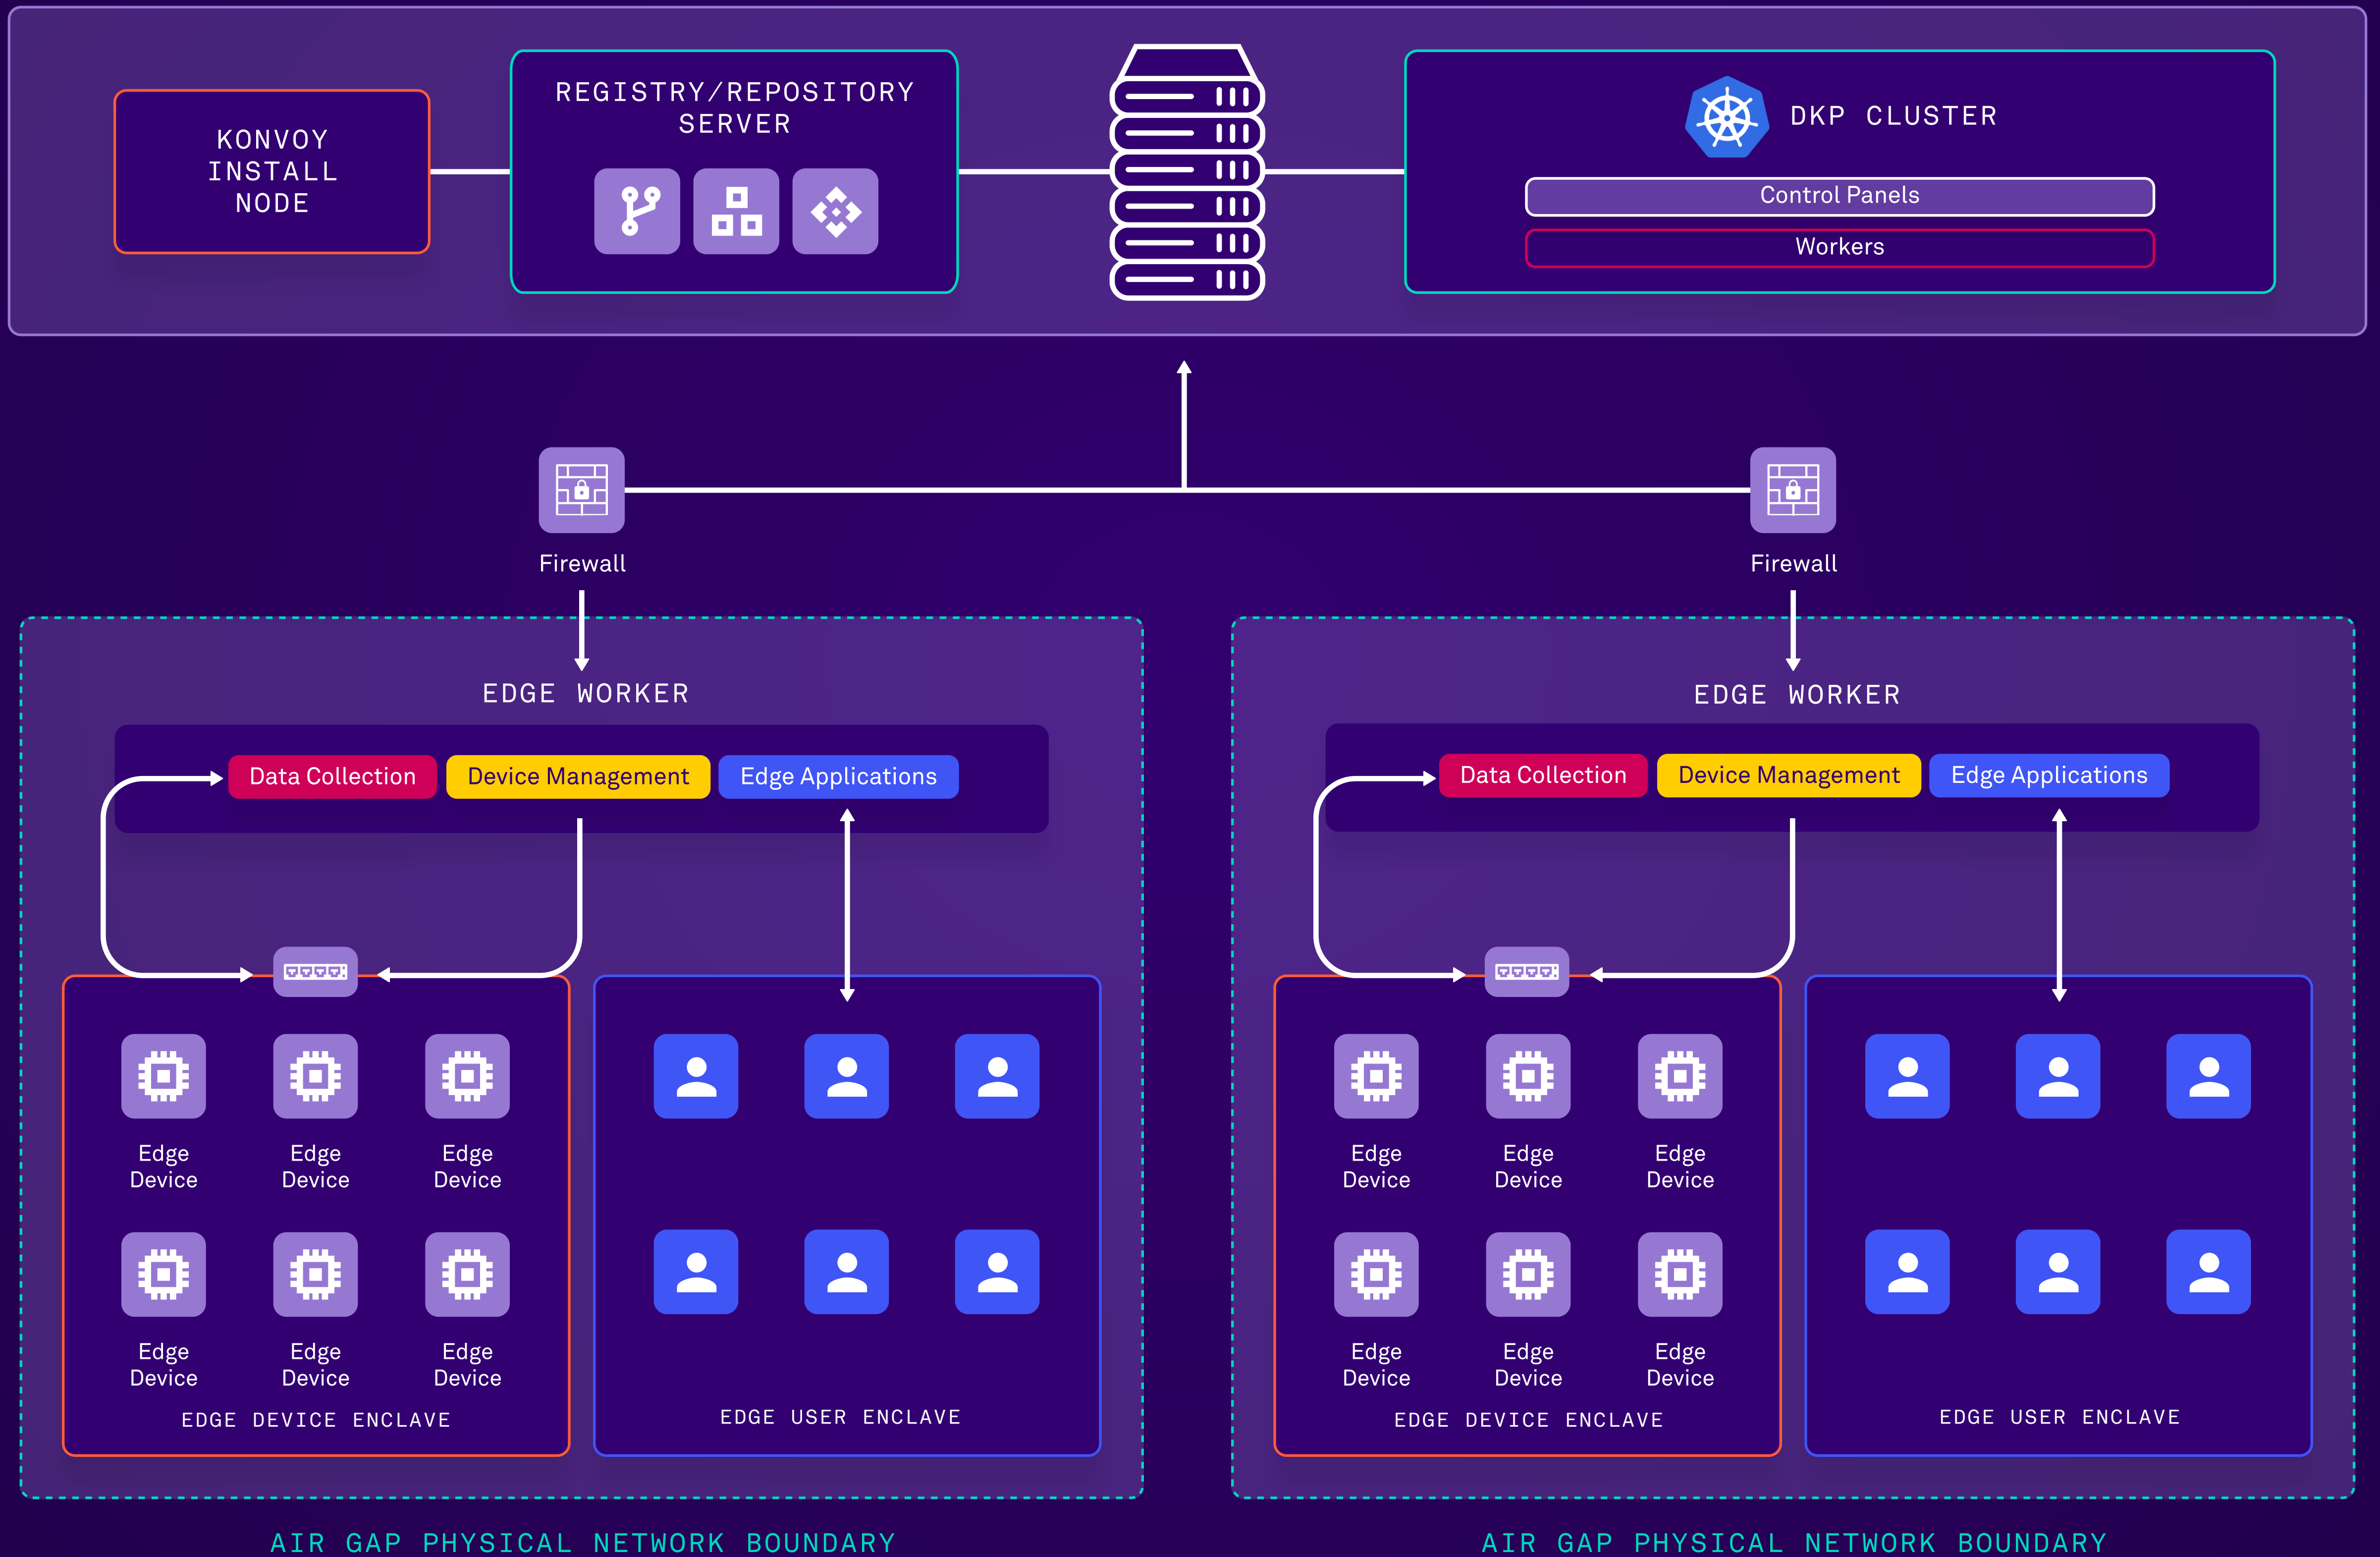 KONVOY
INSTALL
NODE
REGISTRY/REPOSITORY
SERVER
DKP CLUSTER
Control Panels
Workers
Firewall
Firewall
EDGE WORKER
Data Collection
Device Management
Edge Applications
Edge
Device
Edge
Device
Edge
Device
Edge
Device
Edge
Device
Edge
Device
EDGE DEVICE ENCLAVE
EDGE USER ENCLAVE
AIR GAP PHYSICAL NETWORK BOUNDARY
EDGE WORKER
Data Collection
Device Management
Edge Applications
Edge
Device
Edge
Device
Edge
Device
Edge
Device
Edge
Device
Edge
Device
EDGE DEVICE ENCLAVE
EDGE USER ENCLAVE
AIR GAP PHYSICAL NETWORK BOUNDARY